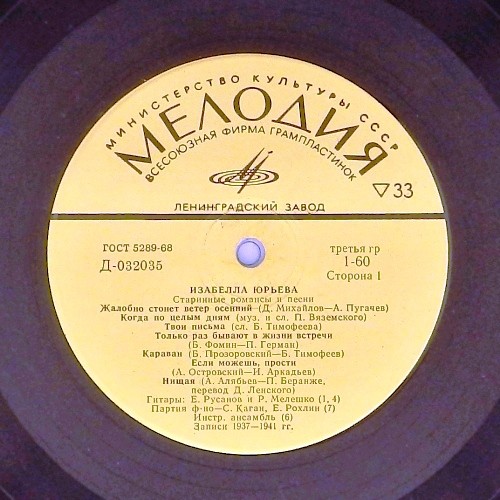 МИНИСТЕРСТВО КУЛЬТУРЫ СССР
МЕЛОДИЯ
ВСЕСОЮЗНАЯ ФИРМА ГРАМПЛАСТИНОК
▽33
ЛЕНИНГРАДСКИЙ ЗАВОД
ГОСТ 5289-68
третья гр
Д-032035
1-60
Сторона 1
ИЗАБЕЛЛА ЮРЬЕВА
Старинные романсы и песни
Жалобно стонет ветер осенний (Д. Михайлов—А. Пугачев)
Когда по целым дням (муз. и сл. П. Вяземского)
Твои письма (сл. Б. Тимофеева)
Только раз бывают в жизни встречи
(Б. Фомин—П. Герман)
Караван (Б. Прозоровский—Б. Тимофеев)
Если можешь, прости
(А. Островский—И. Аркадьев)
Нищая (А. Алябьев—П. Беранже,
перевод Д. Ленского)
Гитары: Е. Русанов и Р. Мелешко (1, 4)
Партия ф-но—С. Каган, Е. Рохлин (7)
Инстр. ансамбль (6)
Записи 1937—1941 гг.